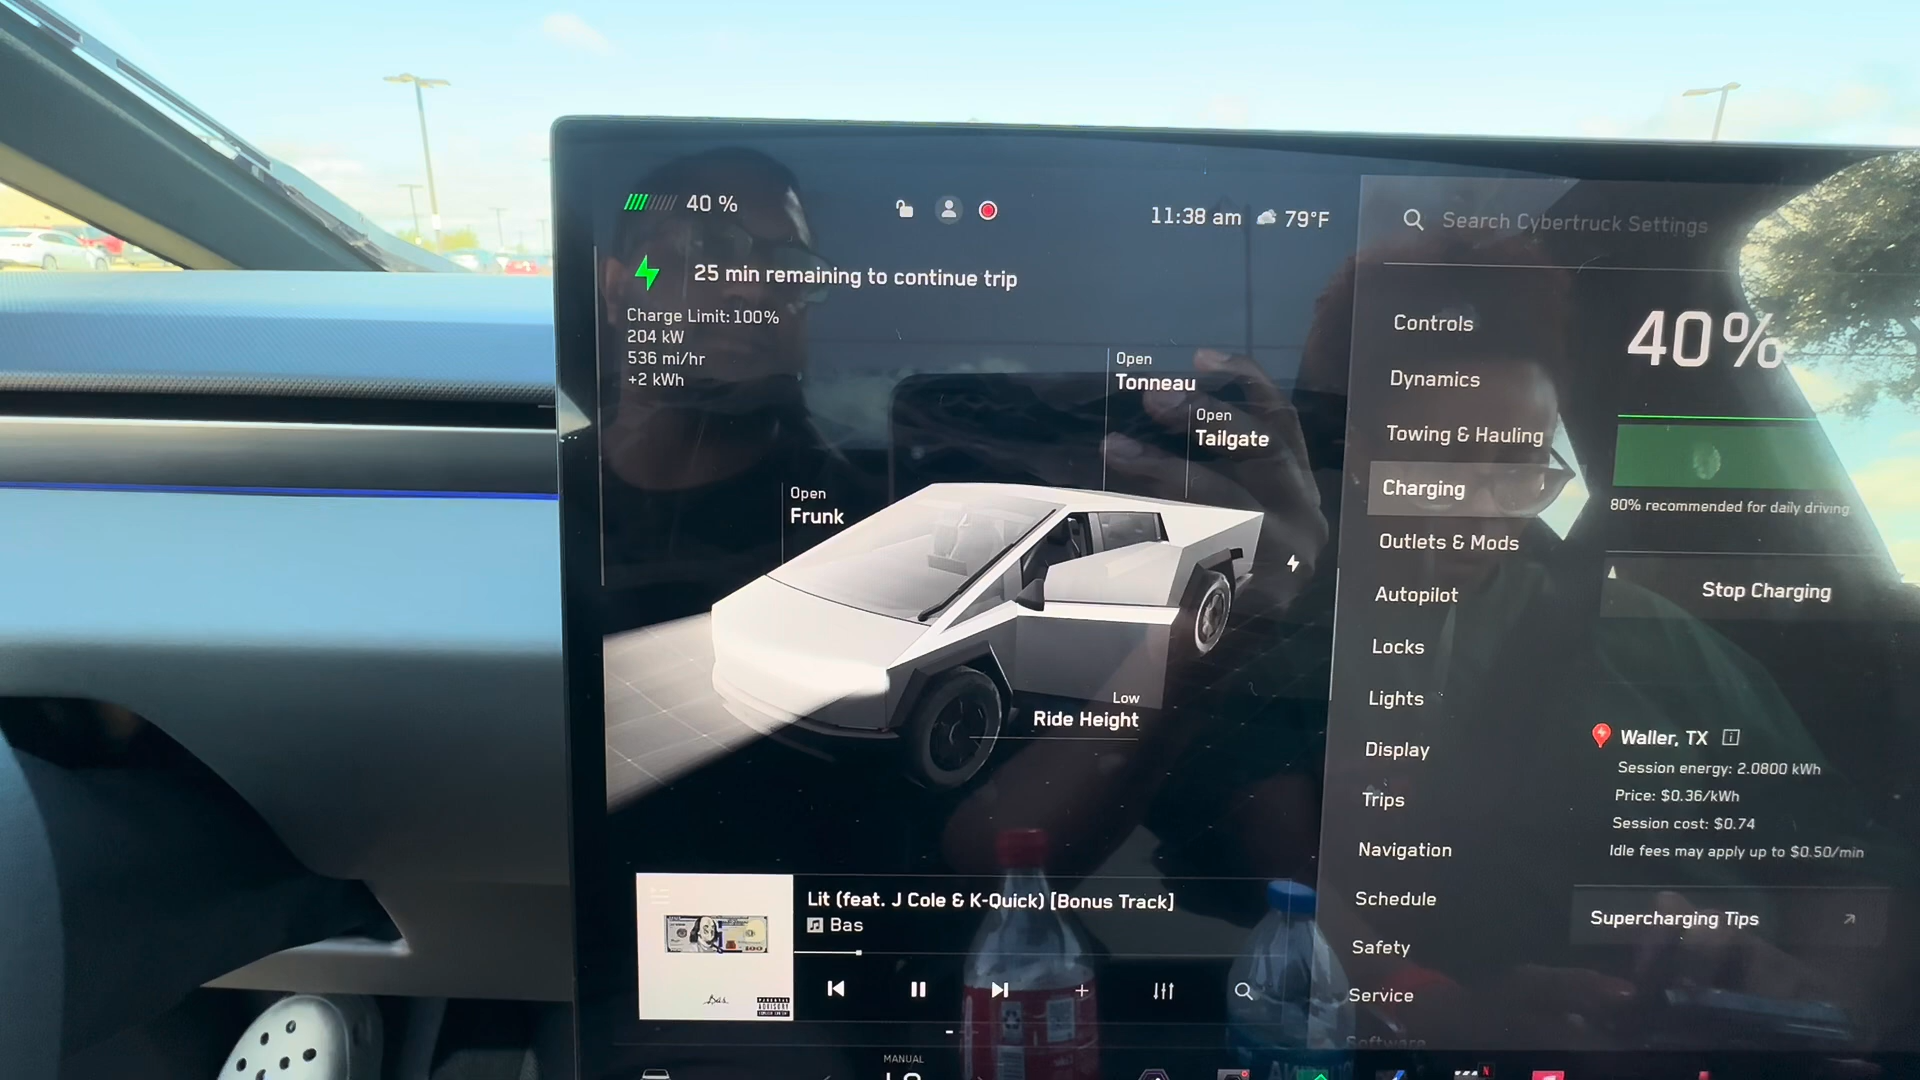 40 %
11:38 am
79°F
25 min remaining to continue trip
Charge Limit: 100%
204 kW
536 mi/hr
+2 kWh
Open
Tonneau
Open
Tailgate
Open
Frunk
Low
Ride Height
Lit (feat. J Cole & K-Quick) [Bonus Track]
Bas
MANUAL
Search Cybertruck Settings
Controls
Dynamics
Towing & Hauling
Charging
Outlets & Mods
Autopilot
Locks
Lights
Display
Trips
Navigation
Schedule
Safety
Service
Software
40%
80% recommended for daily driving
Stop Charging
Waller, TX
Session energy: 2.0800 kWh
Price: $0.36/kWh
Session cost: $0.74
Idle fees may apply up to $0.50/min
Supercharging Tips